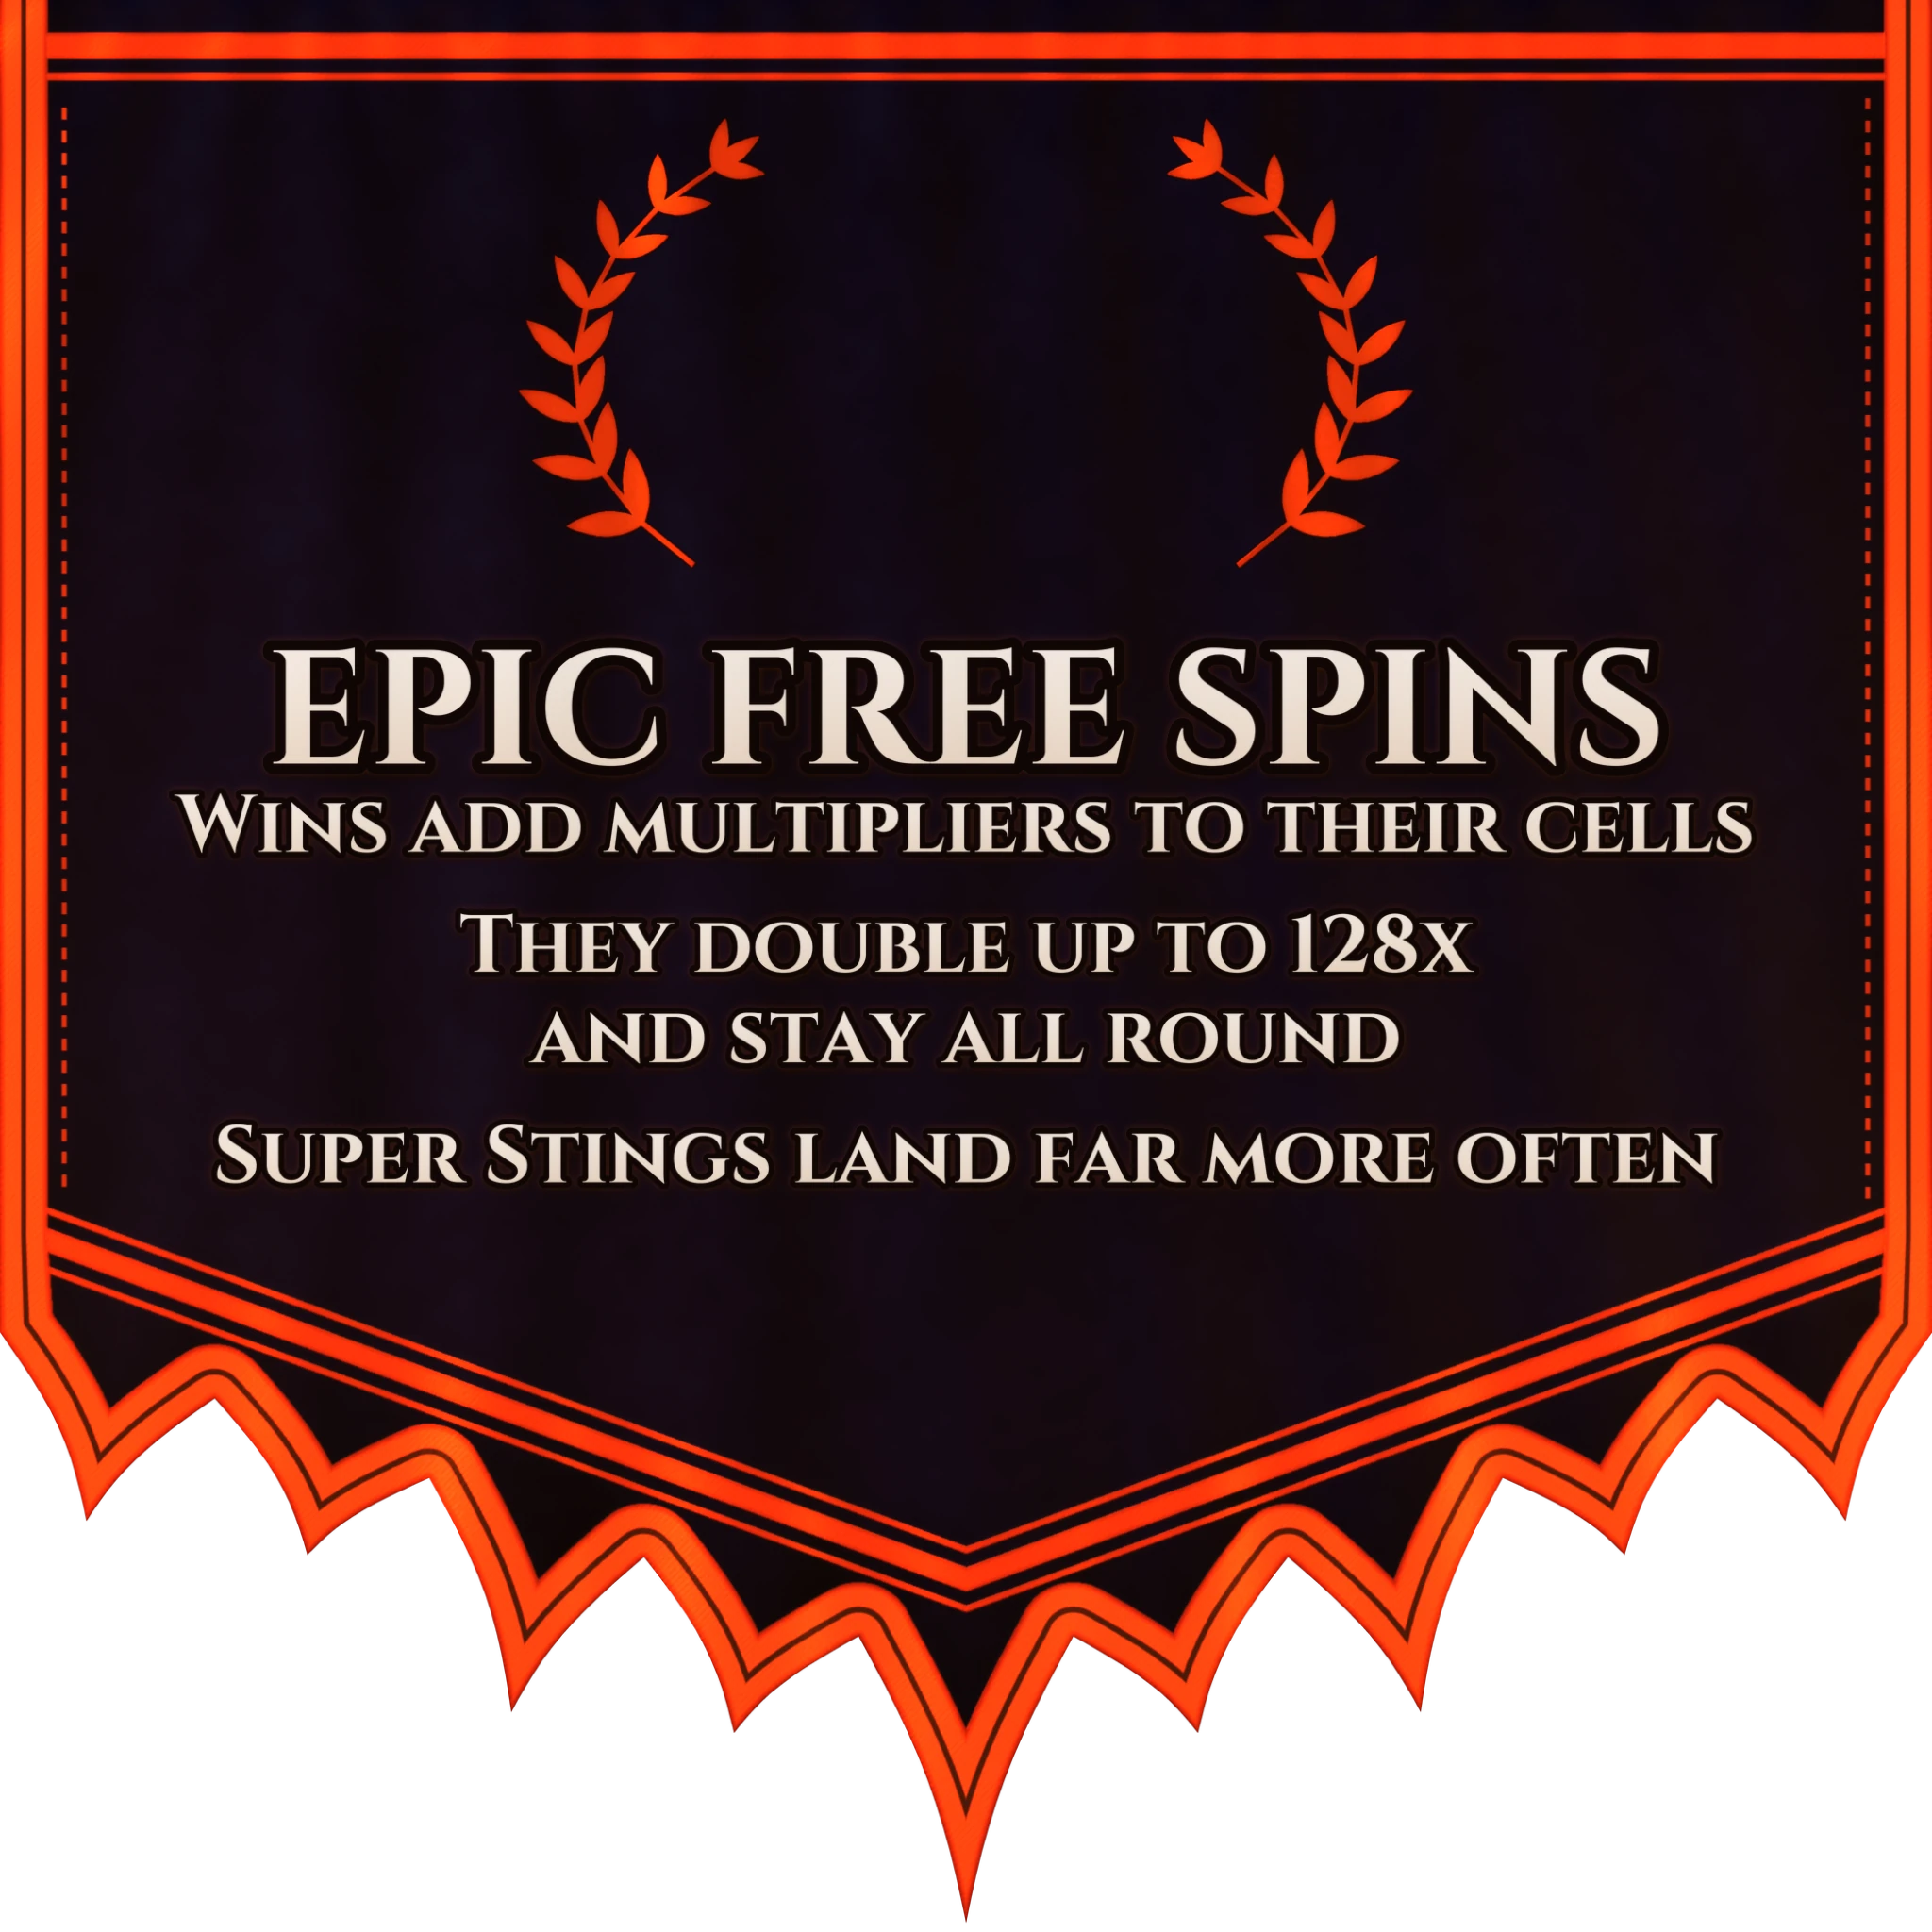 EPIC FREE SPINS
Wins add Multipliers to their cells
They double up to 128x
and stay all round
Super Stings land far more often